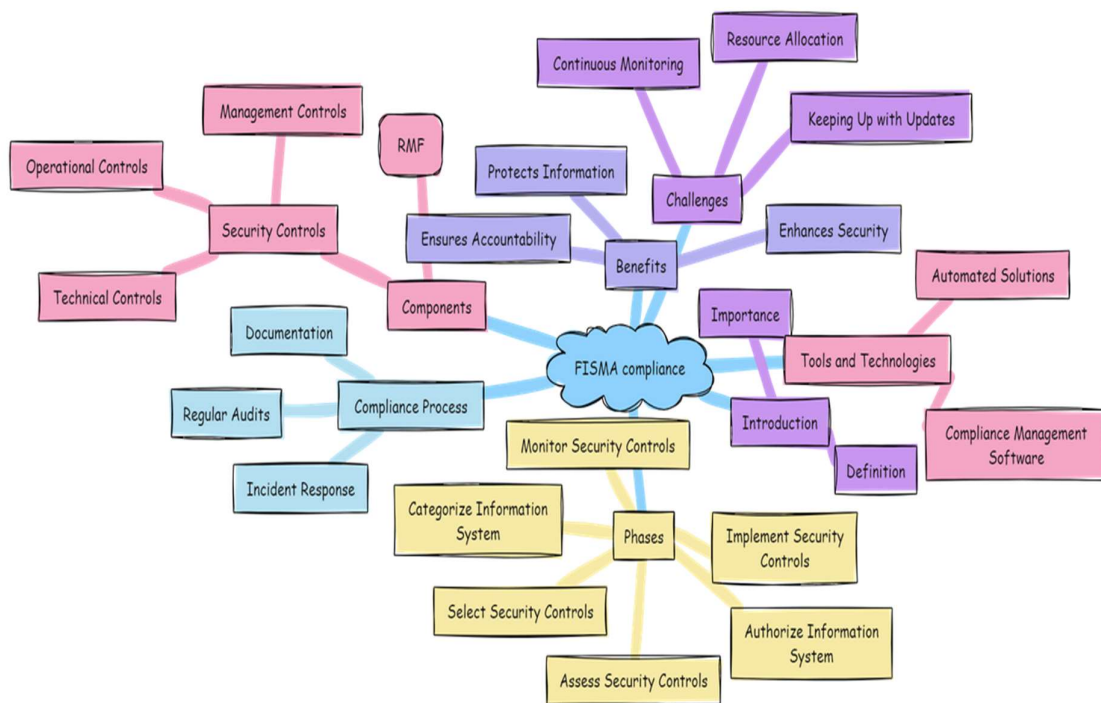 Resource Allocation
Continuous Monitoring
Keeping Up with Updates
Challenges
Management Controls
RMF
Operational Controls
Security Controls
Technical Controls
Components
Protects Information
Ensures Accountability
Enhances Security
Benefits
Automated Solutions
Importance
Tools and Technologies
Compliance Management
Software
Introduction
Definition
FISMA compliance
Documentation
Compliance Process
Regular Audits
Incident Response
Monitor Security Controls
Categorize Information
System
Phases
Implement Security
Controls
Select Security Controls
Authorize Information
System
Assess Security Controls